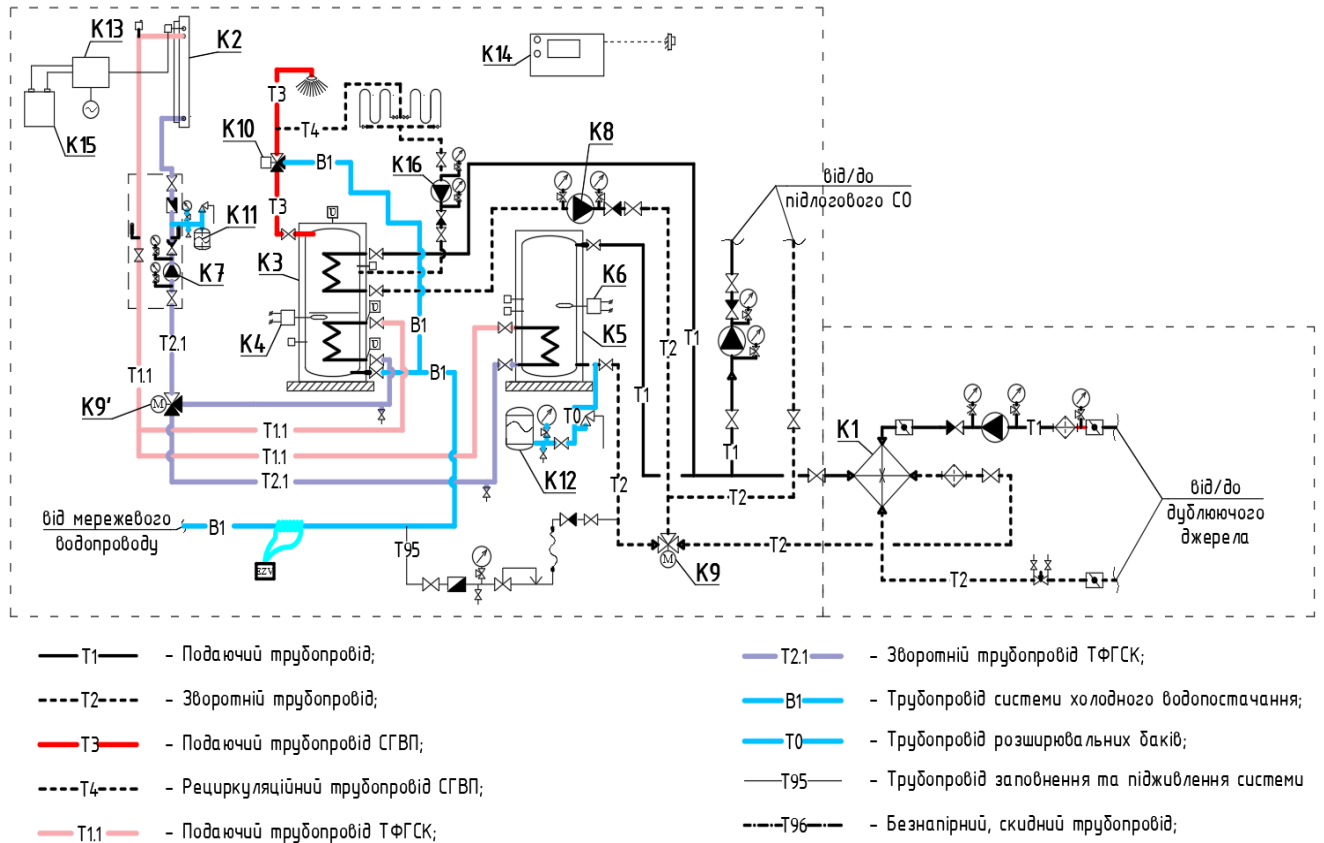 К13
К2
К14
К15
К10
Т3
Т4
В1
К16
К8
від/до
підлогового СО
Т3
К11
К7
К3
К6
К4
К5
В1
В1
Т2
Т1
Т1
Т2.1
Т1.1
К9'
М
Т1.1
Т1.1
Т2.1
Т0
К12
Т1
К1
Т1
Т2
Т2
від мережевого
водопроводу
В1
EZV
Т95
Т2
М
К9
Т2
від/до
дублюючого
джерела
Т1 - Подаючий трубопровід;
Т2 - Зворотній трубопровід;
Т3 - Подаючий трубопровід СГВП;
Т4 - Рециркуляційний трубопровід СГВП;
Т1.1 - Подаючий трубопровід ТФГСК;
Т2.1 - Зворотній трубопровід ТФГСК;
В1 - Трубопровід системи холодного водопостачання;
Т0 - Трубопровід розширювальних баків;
Т95 - Трубопровід заповнення та підживлення системи
Т96 - Безнапірний, скидний трубопровід;